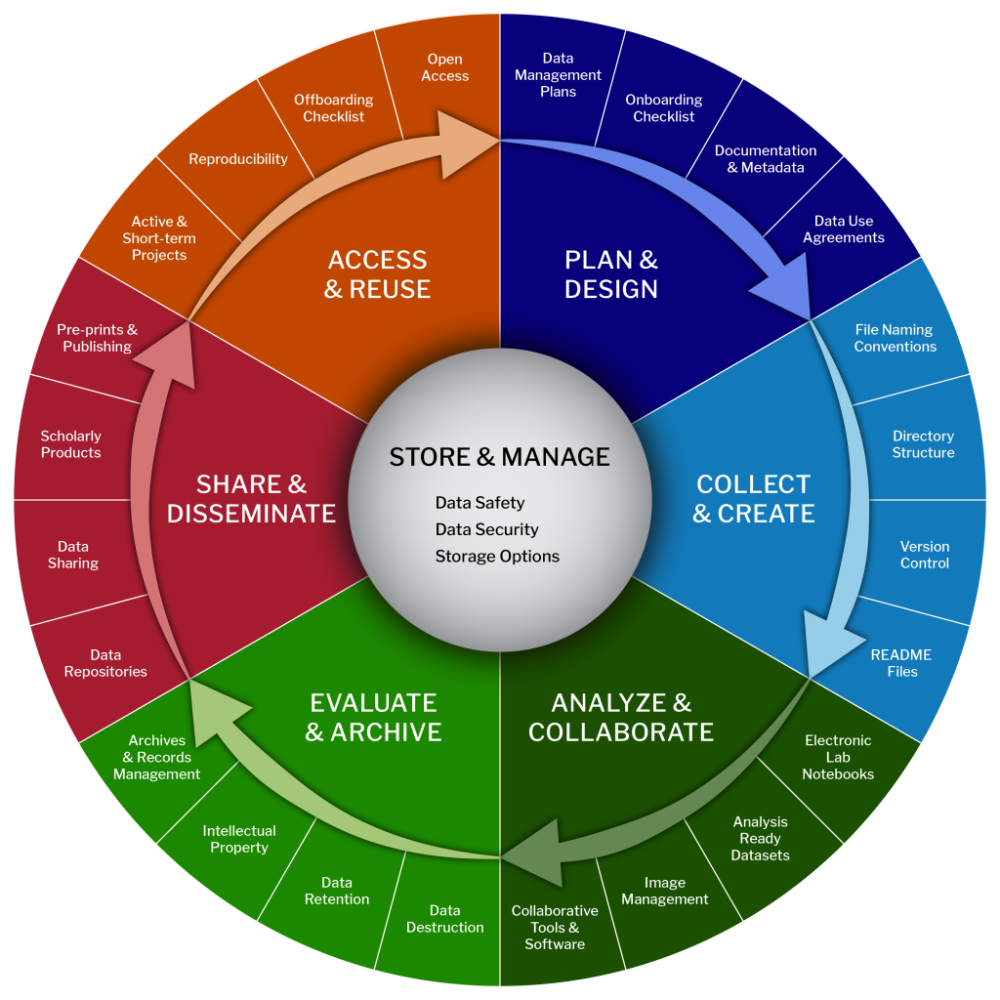 PLAN &
DESIGN
Data
Management
Plans
Onboarding
Checklist
Documentation
& Metadata
Data Use
Agreements
COLLECT
& CREATE
File Naming
Conventions
Directory
Structure
Version
Control
README
Files
ANALYZE &
COLLABORATE
Electronic
Lab
Notebooks
Analysis
Ready
Datasets
Image
Management
Collaborative
Tools &
Software
EVALUATE
& ARCHIVE
Data
Destruction
Data
Retention
Intellectual
Property
Archives
& Records
Management
SHARE &
DISSEMINATE
Data
Repositories
Data
Sharing
Scholarly
Products
Pre-prints &
Publishing
ACCESS
& REUSE
Active &
Short-term
Projects
Reproducibility
Offboarding
Checklist
Open
Access
STORE & MANAGE
Data Safety
Data Security
Storage Options